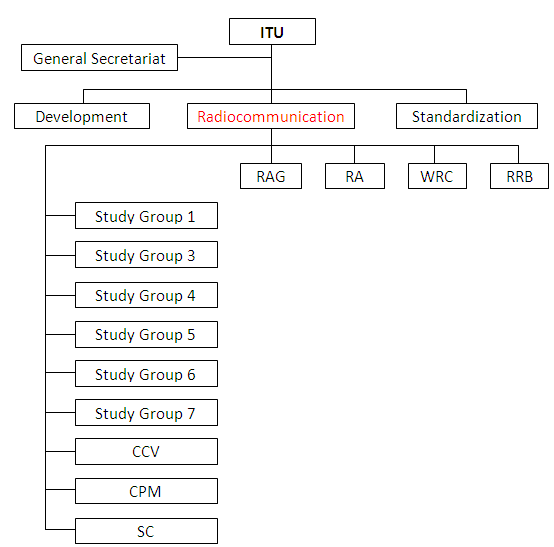 ITU
General Secretariat
Development
Radiocommunication
Standardization
RAG
RA
WRC
RRB
Study Group 1
Study Group 3
Study Group 4
Study Group 5
Study Group 6
Study Group 7
CCV
CPM
SC